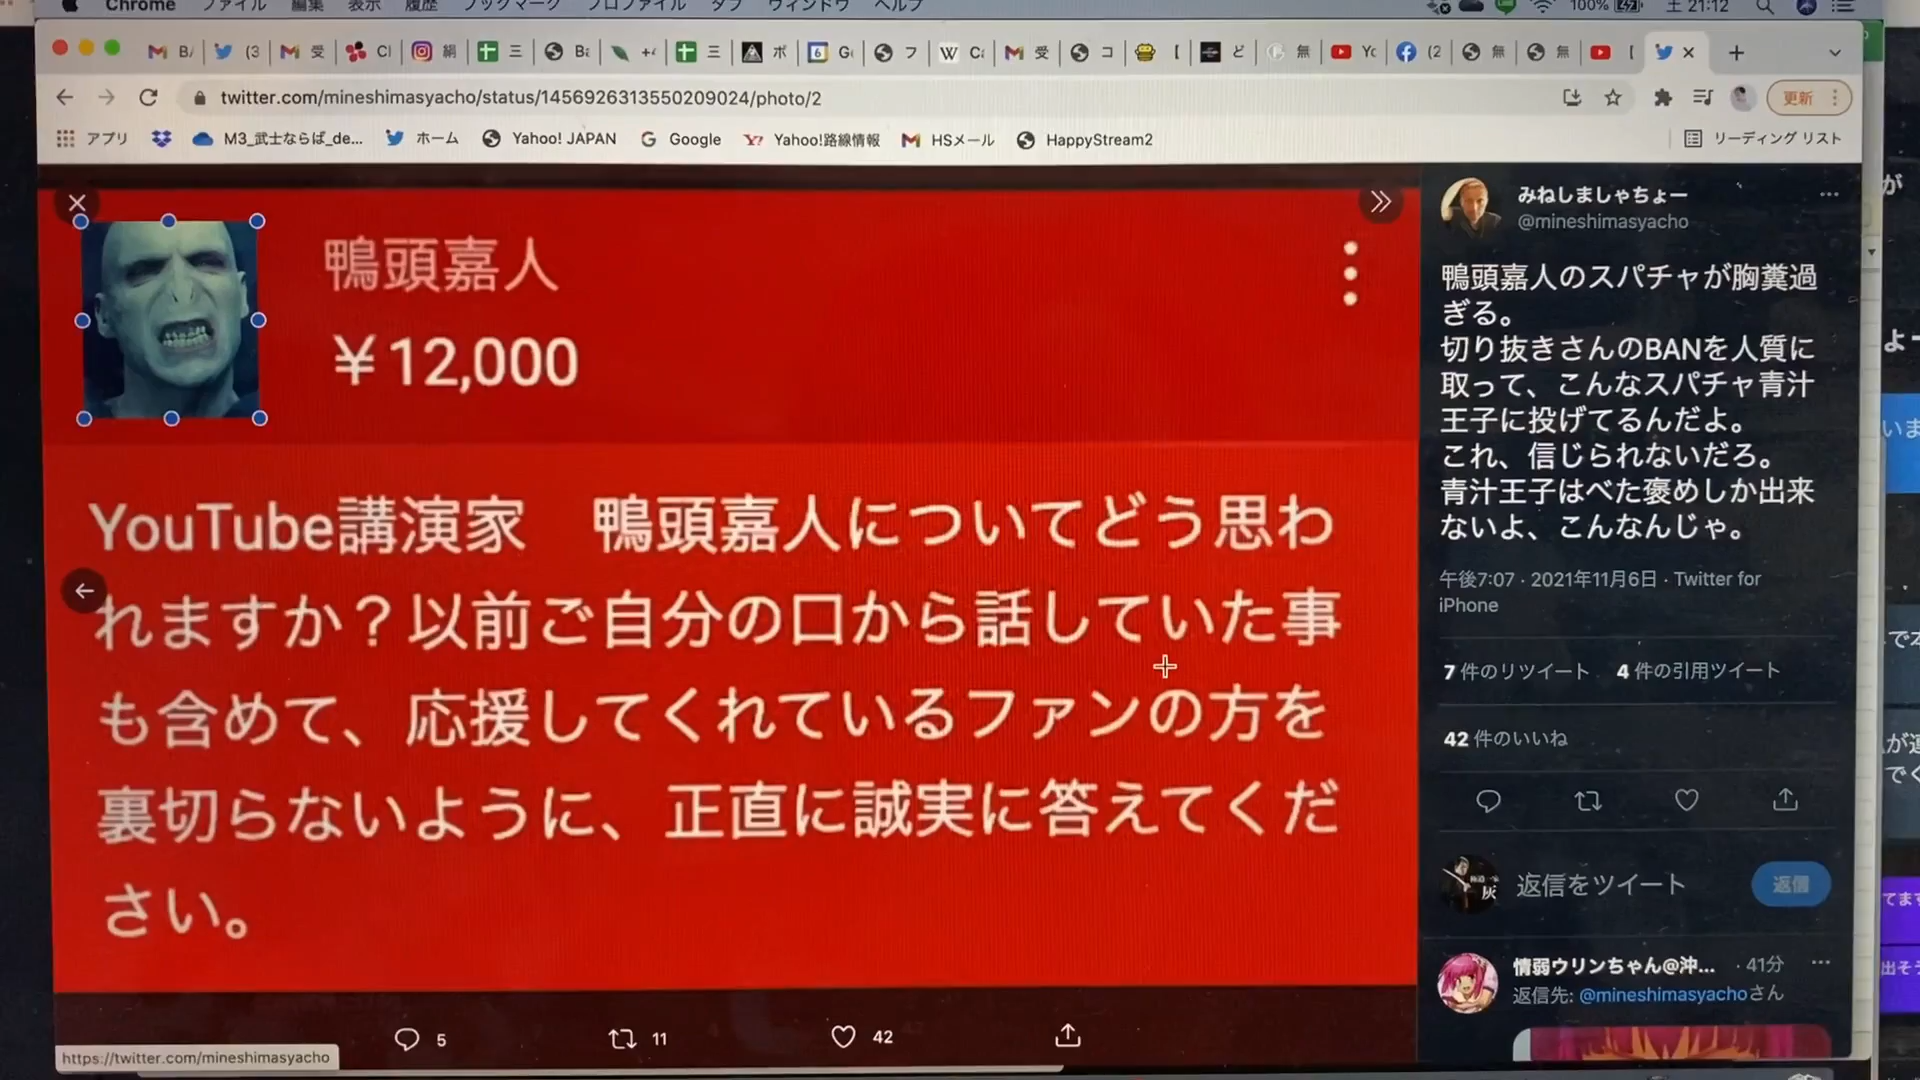 Chrome ファイル 編集 表示 履歴 ブックマーク プロファイル タブ ウィンドウ ヘルプ 100% 土 21:12
(3 受 三 三 ポ フ 受 コ ど 無 (2 無 無
twitter.com/mineshimasyacho/status/1456926313550209024/photo/2 更新
アプリ M3_武士ならば_de... ホーム Yahoo! JAPAN Google Yahoo!路線情報 HSメール HappyStream2 リーディング リスト
鴨頭嘉人
￥12,000
YouTube講演家　鴨頭嘉人についてどう思わ
れますか？以前ご自分の口から話していた事
も含めて、応援してくれているファンの方を
裏切らないように、正直に誠実に答えてくだ
さい。
5 11 42
https://twitter.com/mineshimasyacho
みねしましゃちょー
@mineshimasyacho
鴨頭嘉人のスパチャが胸糞過
ぎる。
切り抜きさんのBANを人質に
取って、こんなスパチャ青汁
王子に投げてるんだよ。
これ、信じられないだろ。
青汁王子はべた褒めしか出来
ないよ、こんなんじゃ。
午後7:07 · 2021年11月6日 · Twitter for
iPhone
7 件のリツイート 4 件の引用ツイート
42 件のいいね
返信をツイート 返信
情弱ウリンちゃん@沖... · 41分
返信先: @mineshimasyachoさん